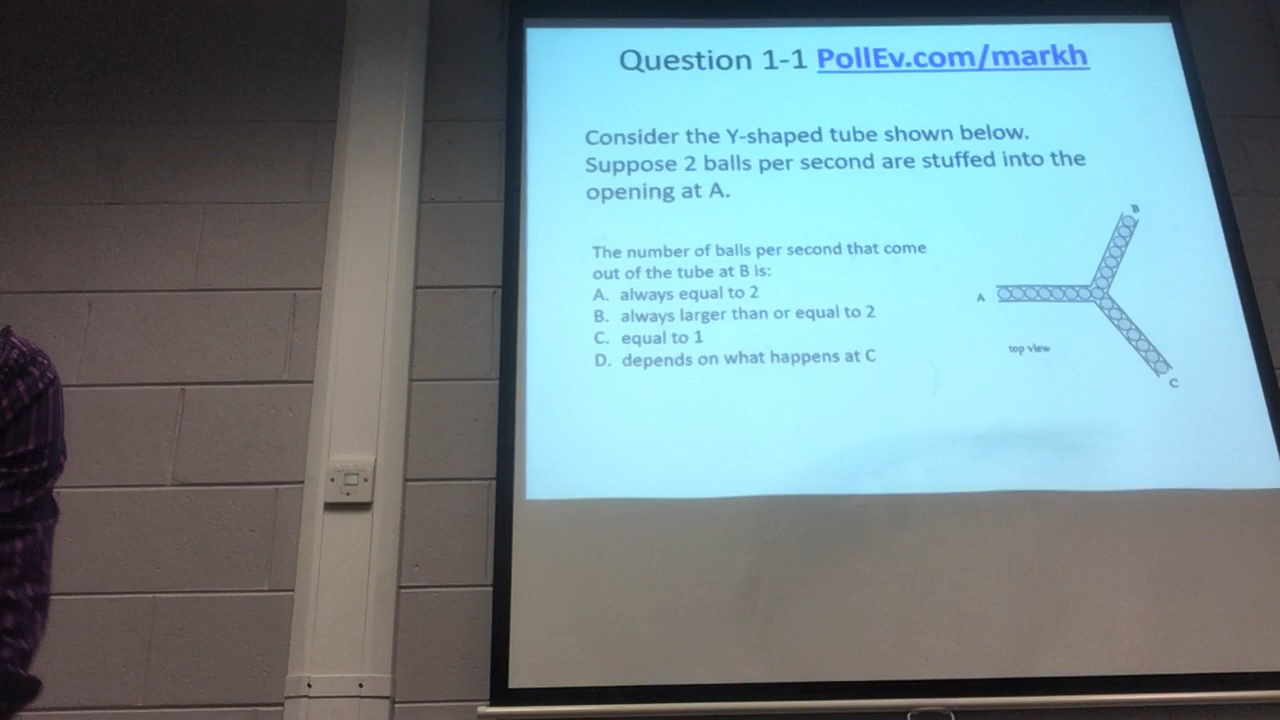 Question 1-1 PollEv.com/markh
Consider the Y-shaped tube shown below.
Suppose 2 balls per second are stuffed into the
opening at A.
The number of balls per second that come
out of the tube at B is:
A. always equal to 2
B. always larger than or equal to 2
C. equal to 1
D. depends on what happens at C
B
A
top view
C